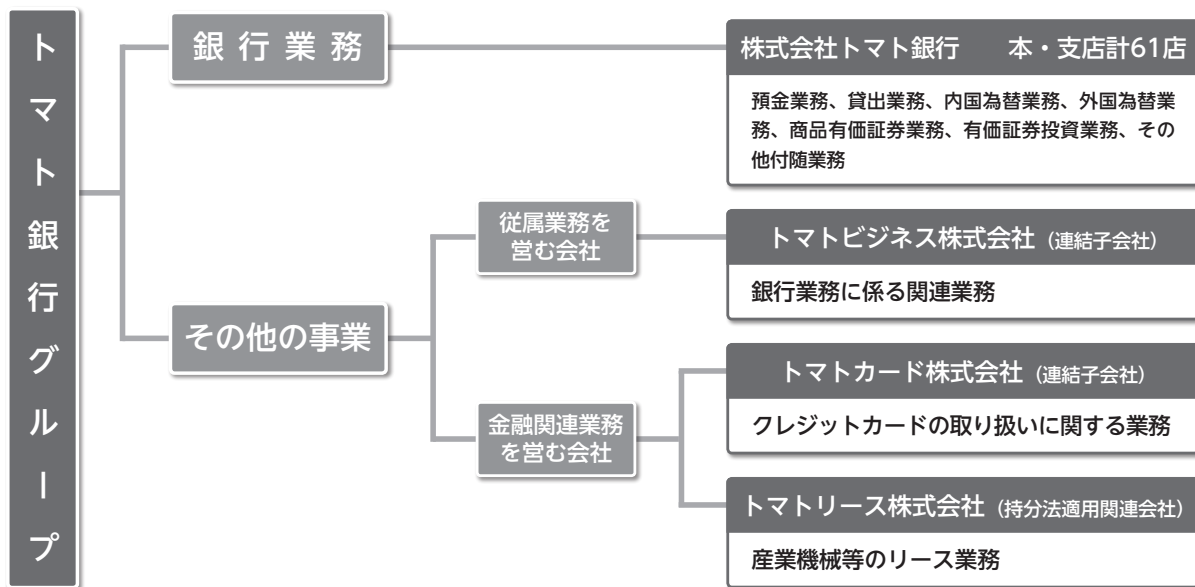 トマト銀行グループ
銀行業務
株式会社トマト銀行　本・支店計61店
預金業務、貸出業務、内国為替業務、外国為替業
務、商品有価証券業務、有価証券投資業務、その
他付随業務
その他の事業
従属業務を
営む会社
トマトビジネス株式会社（連結子会社）
銀行業務に係る関連業務
金融関連業務
を営む会社
トマトカード株式会社（連結子会社）
クレジットカードの取り扱いに関する業務
トマトリース株式会社（持分法適用関連会社）
産業機械等のリース業務